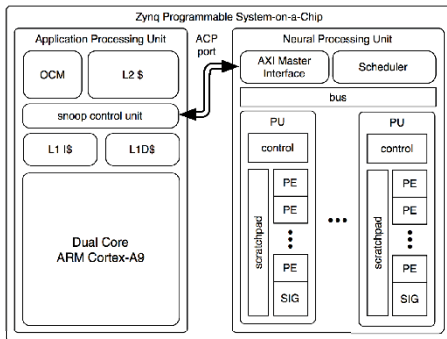 Zynq Programmable System-on-a-Chip
Application Processing Unit
OCM
L2 $
snoop control unit
L1 I$
L1D$
Dual Core
ARM Cortex-A9
ACP
port
Neural Processing Unit
AXI Master
Interface
Scheduler
bus
PU
control
scratchpad
PE
PE
PE
SIG
PU
control
scratchpad
PE
PE
PE
SIG